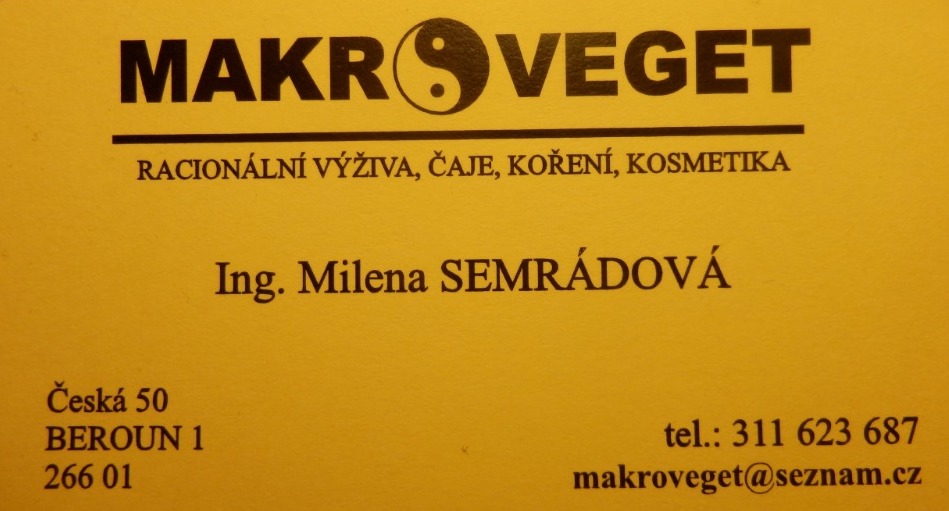 MAKROVEGET
RACIONÁLNÍ VÝŽIVA, ČAJE, KOŘENÍ, KOSMETIKA
Ing. Milena SEMRÁDOVÁ
Česká 50
BEROUN 1
266 01
tel.: 311 623 687
makroveget@seznam.cz